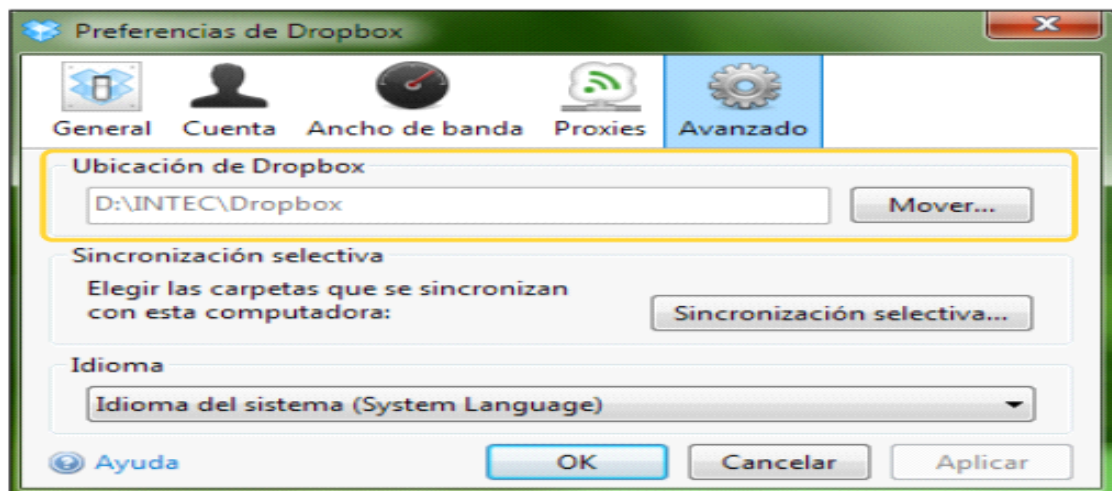 Preferencias de Dropbox
General Cuenta Ancho de banda Proxies Avanzado
Ubicación de Dropbox
D:\INTEC\Dropbox Mover...
Sincronización selectiva
Elegir las carpetas que se sincronizan
con esta computadora: Sincronización selectiva...
Idioma
Idioma del sistema (System Language)
Ayuda OK Cancelar Aplicar